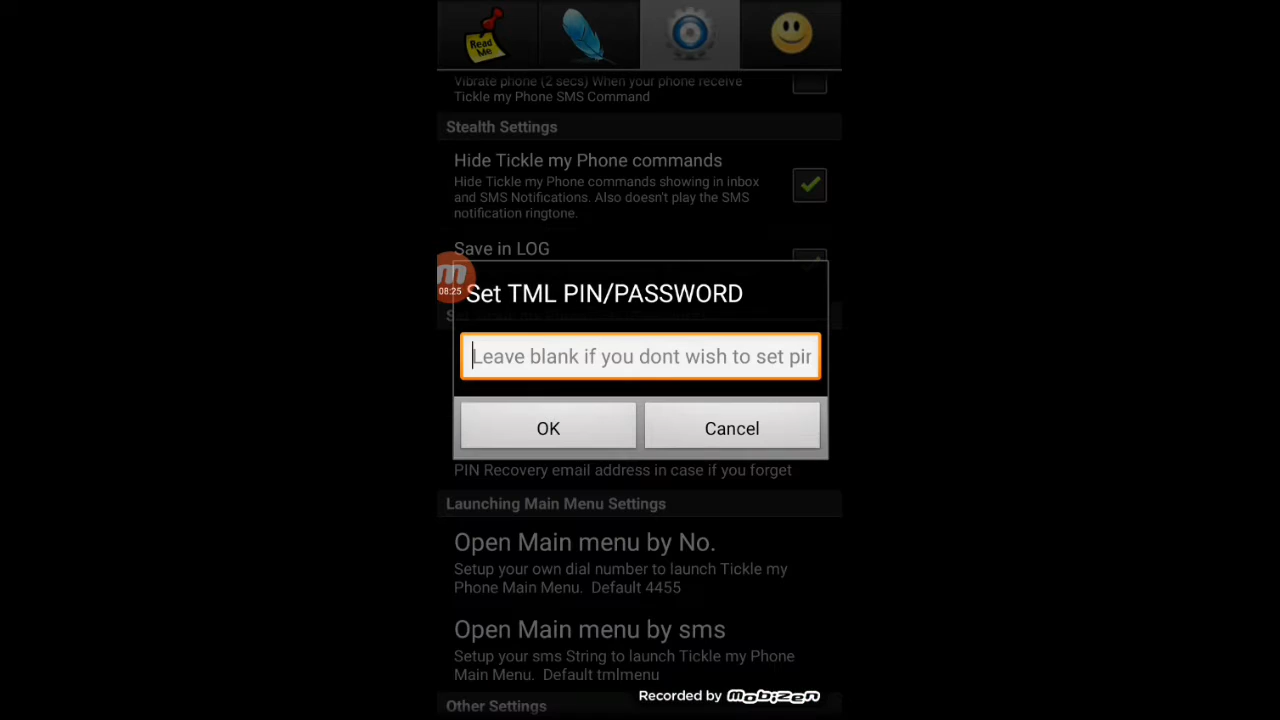 Read
Me
Vibrate phone (2 secs) When your phone receive
Tickle my Phone SMS Command
Stealth Settings
Hide Tickle my Phone commands
Hide Tickle my Phone commands showing in inbox
and SMS Notifications. Also doesn't play the SMS
notification ringtone.
Save in LOG
08:25
Set TML PIN/PASSWORD
Leave blank if you dont wish to set pin
OK
Cancel
PIN Recovery email address in case if you forget
Launching Main Menu Settings
Open Main menu by No.
Setup your own dial number to launch Tickle my
Phone Main Menu. Default 4455
Open Main menu by sms
Setup your sms String to launch Tickle my Phone
Main Menu. Default tmlmenu
Recorded by Mobizen
Other Settings